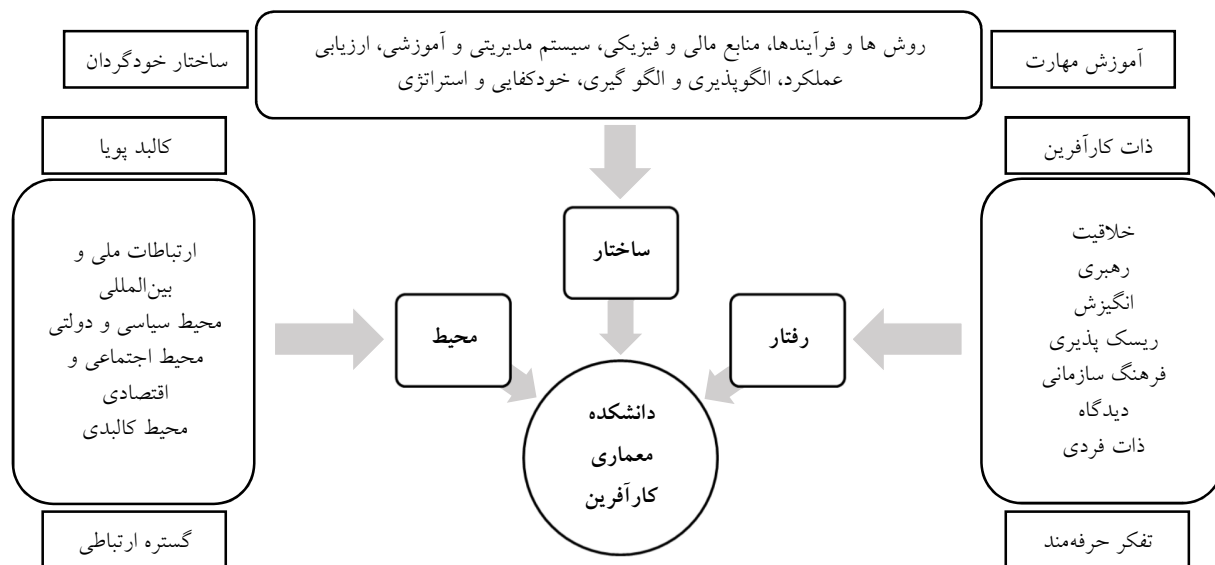 روش ها و فرآیندها، منابع مالی و فیزیکی، سیستم مدیریتی و آموزشی، ارزیابی
عملکرد، الگوپذیری و الگو گیری، خودکفایی و استراتژی
آموزش مهارت
ساختار خودگردان
ذات کارآفرین
کالبد پویا
خلاقیت
رهبری
انگیزش
ریسک پذیری
فرهنگ سازمانی
دیدگاه
ذات فردی
ساختار
رفتار
محیط
ارتباطات ملی و
بین‌المللی
محیط سیاسی و دولتی
محیط اجتماعی و
اقتصادی
محیط کالبدی
دانشکده
معماری
کارآفرین
تفکر حرفه‌مند
گستره ارتباطی